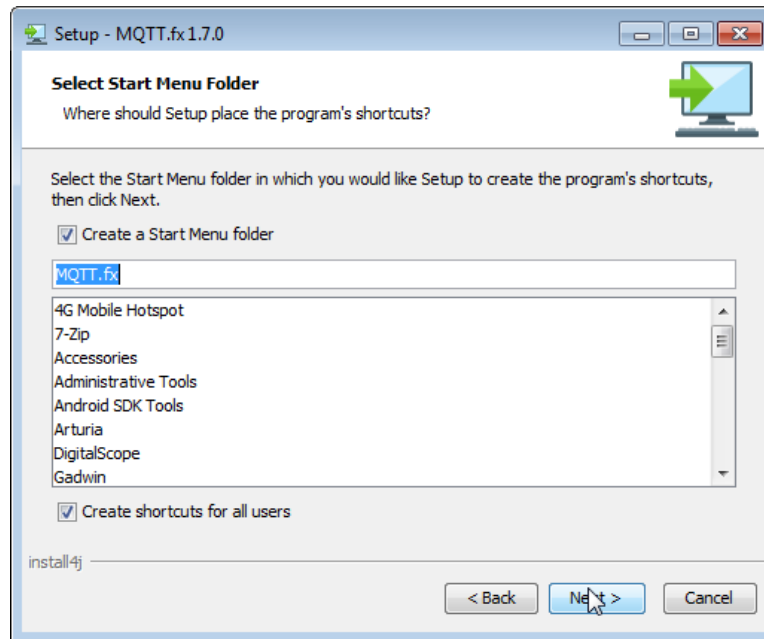 Setup - MQTT.fx 1.7.0
Select Start Menu Folder
Where should Setup place the program's shortcuts?
Select the Start Menu folder in which you would like Setup to create the program's shortcuts,
then click Next.
Create a Start Menu folder
MQTT.fx
4G Mobile Hotspot
7-Zip
Accessories
Administrative Tools
Android SDK Tools
Arturia
DigitalScope
Gadwin
Create shortcuts for all users
install4j
< Back
Next >
Cancel